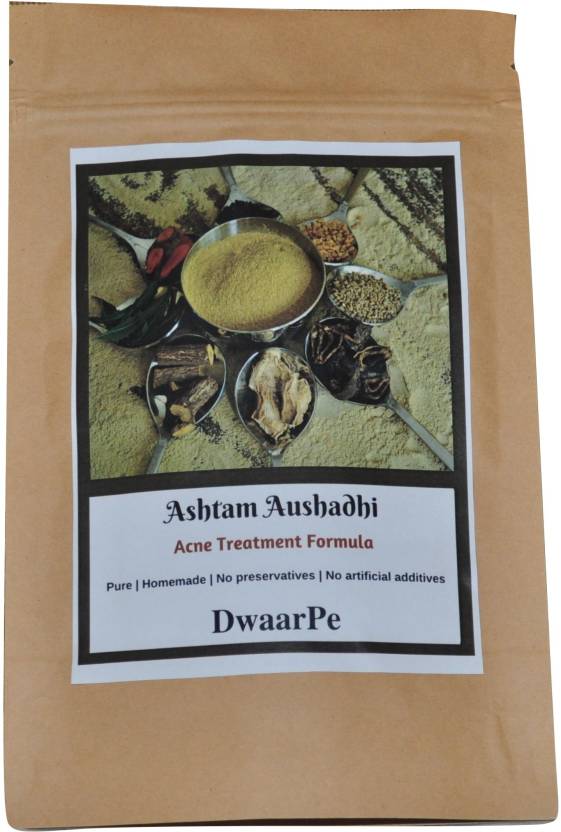 Ashtam Aushadhi
Acne Treatment Formula
Pure | Homemade | No preservatives | No artificial additives
DwaarPe